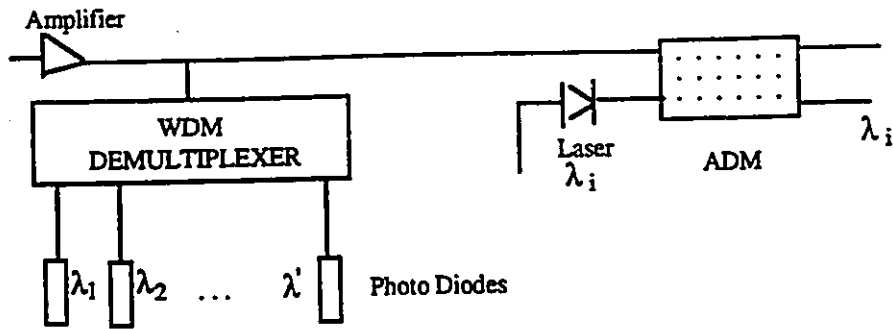 Amplifier
WDM
DEMULTIPLEXER
Laser
λi
ADM
λi
λ1 λ2 ... λ' Photo Diodes